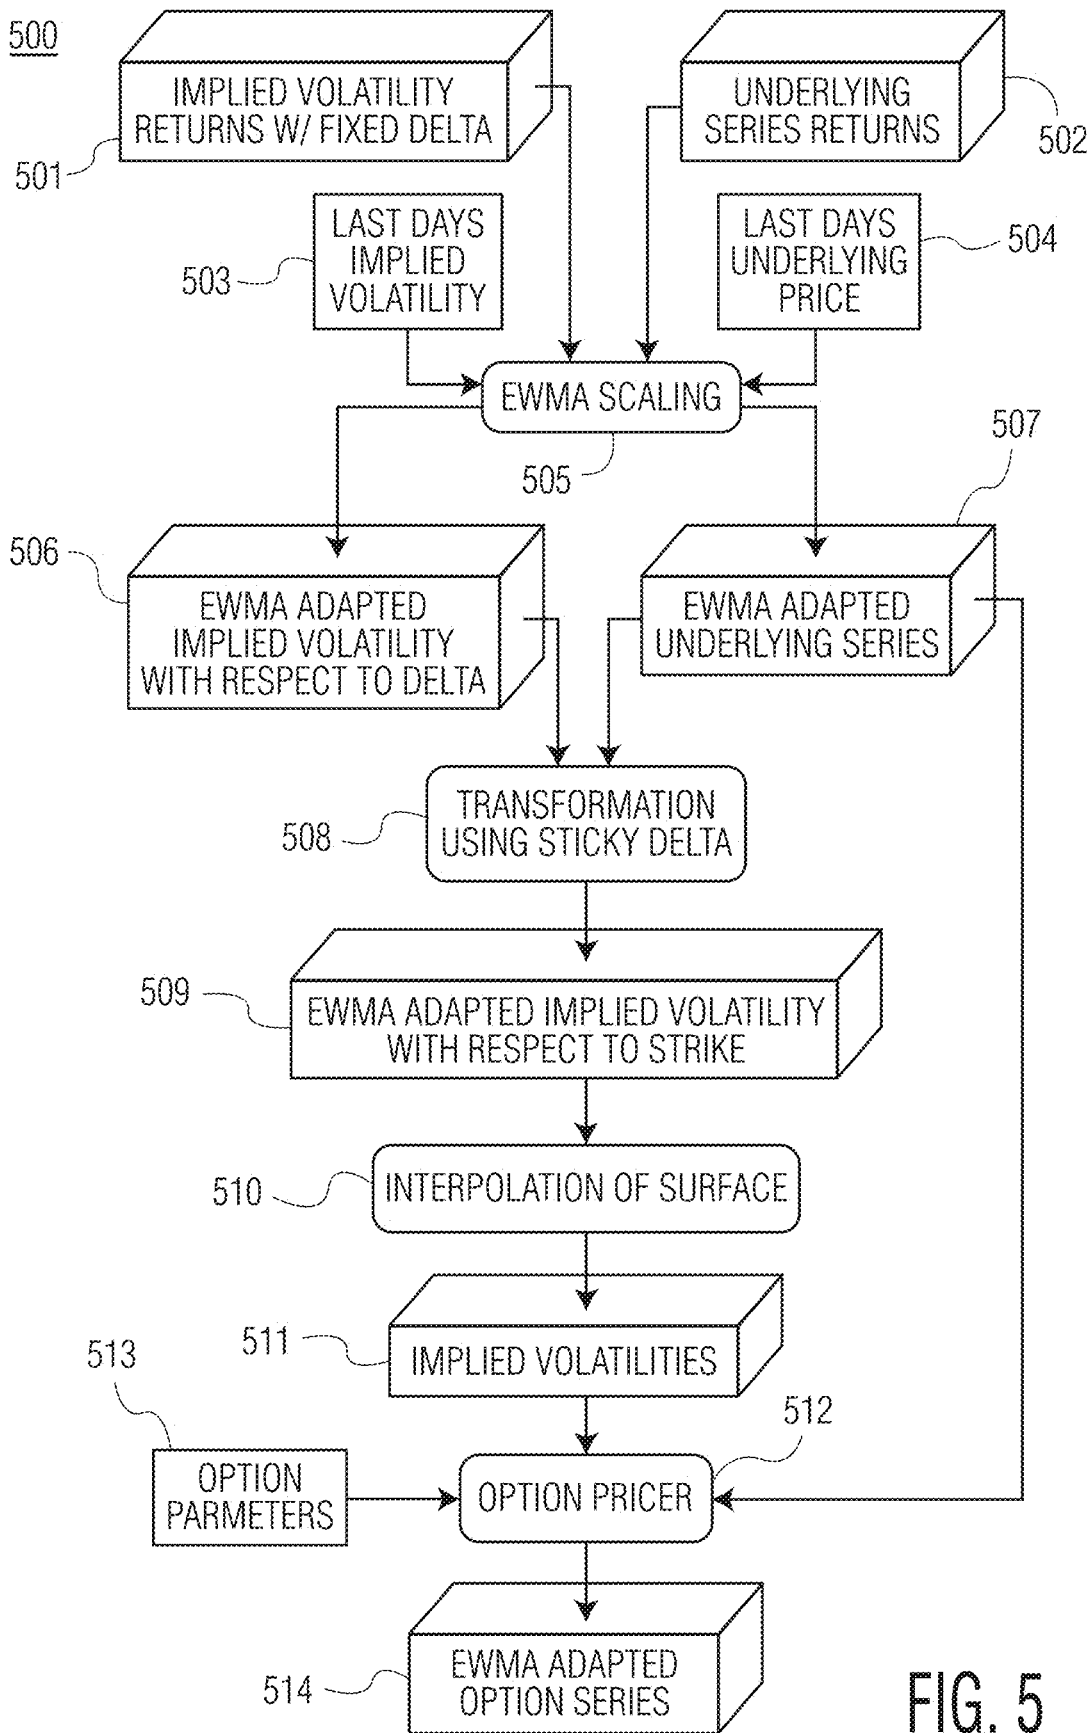 500
IMPLIED VOLATILITY
RETURNS W/ FIXED DELTA
501
UNDERLYING
SERIES RETURNS
502
LAST DAYS
IMPLIED
VOLATILITY
503
LAST DAYS
UNDERLYING
PRICE
504
EWMA SCALING
505
506
EWMA ADAPTED
IMPLIED VOLATILITY
WITH RESPECT TO DELTA
507
EWMA ADAPTED
UNDERLYING SERIES
508
TRANSFORMATION
USING STICKY DELTA
509
EWMA ADAPTED IMPLIED VOLATILITY
WITH RESPECT TO STRIKE
510
INTERPOLATION OF SURFACE
511
IMPLIED VOLATILITIES
513
OPTION
PARMETERS
512
OPTION PRICER
514
EWMA ADAPTED
OPTION SERIES
FIG. 5